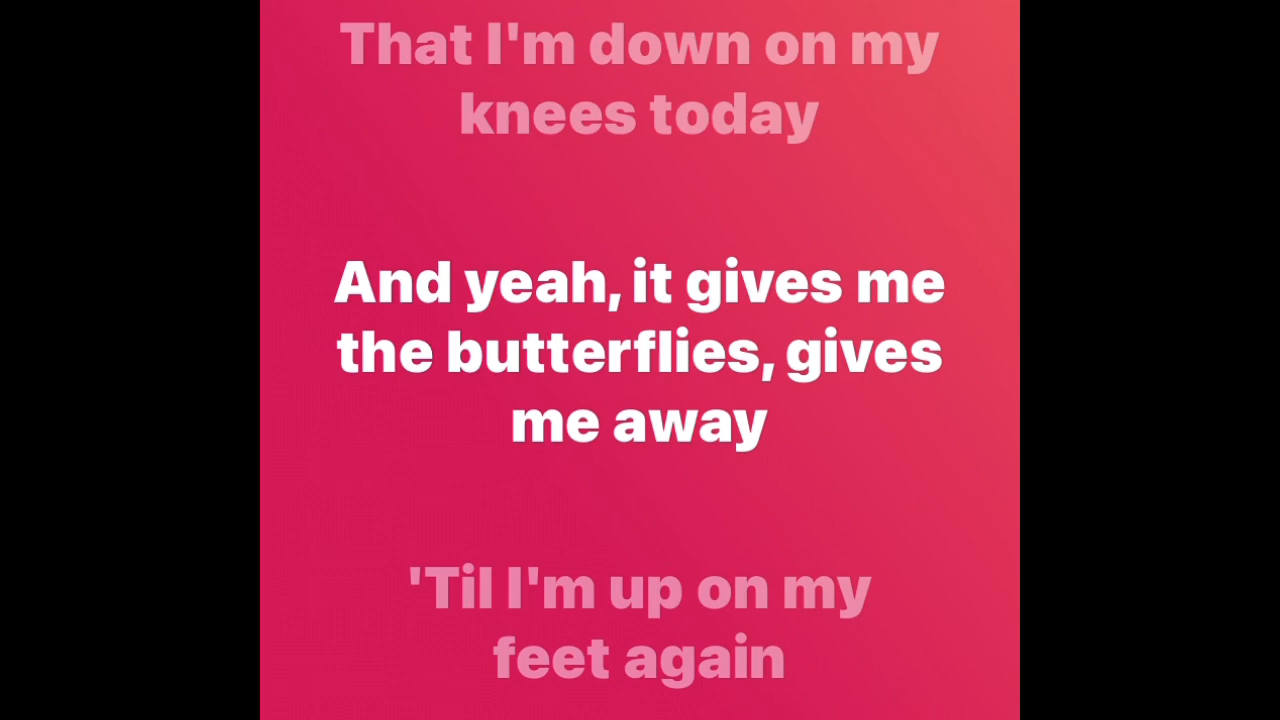 That I'm down on my
knees today
And yeah, it gives me
the butterflies, gives
me away
'Til I'm up on my
feet again